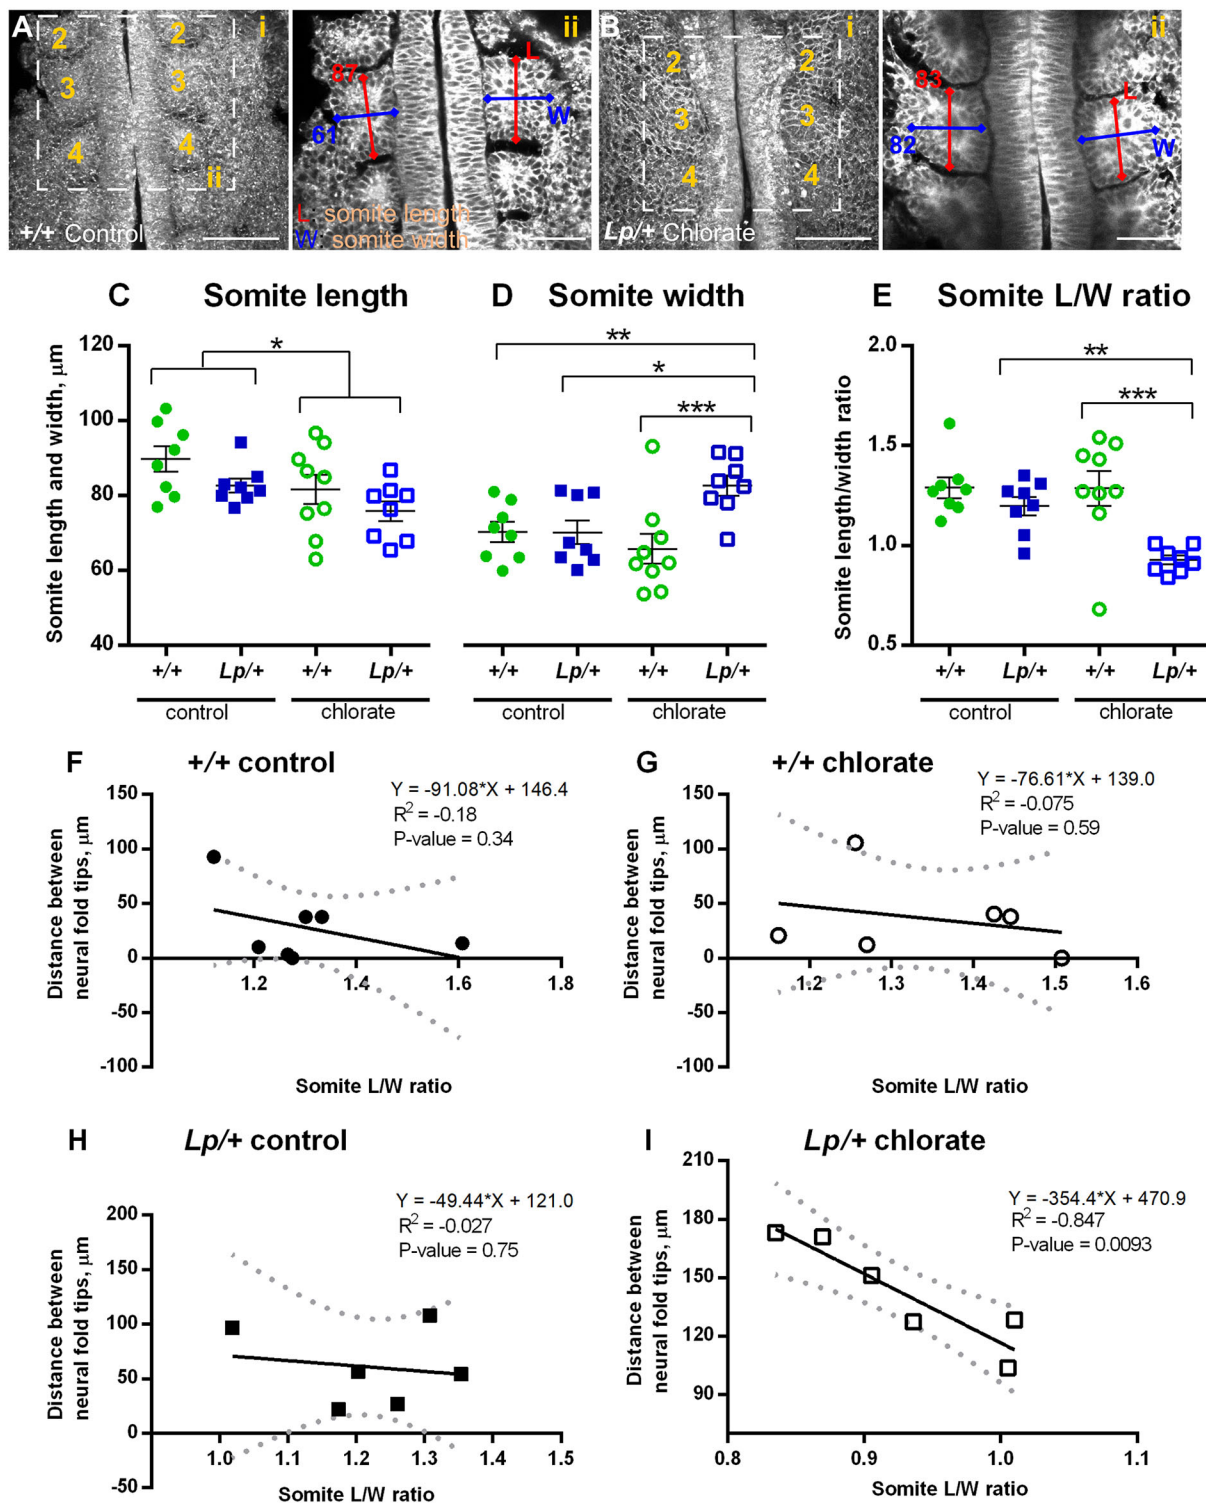 A
i
2
2
3
3
4
4
ii
+/+ Control
ii
L
87
61
W
L somite length
W somite width
B
i
2
2
3
3
4
4
Lp/+ Chlorate
ii
83
L
82
W
C Somite length
D Somite width
E Somite L/W ratio
Somite length and width, µm
120
100
80
60
40
*
+/+
Lp/+
+/+
Lp/+
control
chlorate
**
*
***
+/+
Lp/+
+/+
Lp/+
control
chlorate
Somite length/width ratio
2.0
1.5
1.0
0.5
**
***
+/+
Lp/+
+/+
Lp/+
control
chlorate
F +/+ control
Y = -91.08*X + 146.4
R² = -0.18
P-value = 0.34
Distance between
neural fold tips, µm
150
100
50
0
-50
-100
1.2
1.4
1.6
1.8
Somite L/W ratio
G +/+ chlorate
Y = -76.61*X + 139.0
R² = -0.075
P-value = 0.59
Distance between
neural fold tips, µm
150
100
50
0
-50
-100
1.2
1.3
1.4
1.5
1.6
Somite L/W ratio
H Lp/+ control
Y = -49.44*X + 121.0
R² = -0.027
P-value = 0.75
Distance between
neural fold tips, µm
200
150
100
50
0
-50
1.0
1.1
1.2
1.3
1.4
1.5
Somite L/W ratio
I Lp/+ chlorate
Y = -354.4*X + 470.9
R² = -0.847
P-value = 0.0093
Distance between
neural fold tips, µm
210
180
150
120
90
0.8
0.9
1.0
1.1
Somite L/W ratio